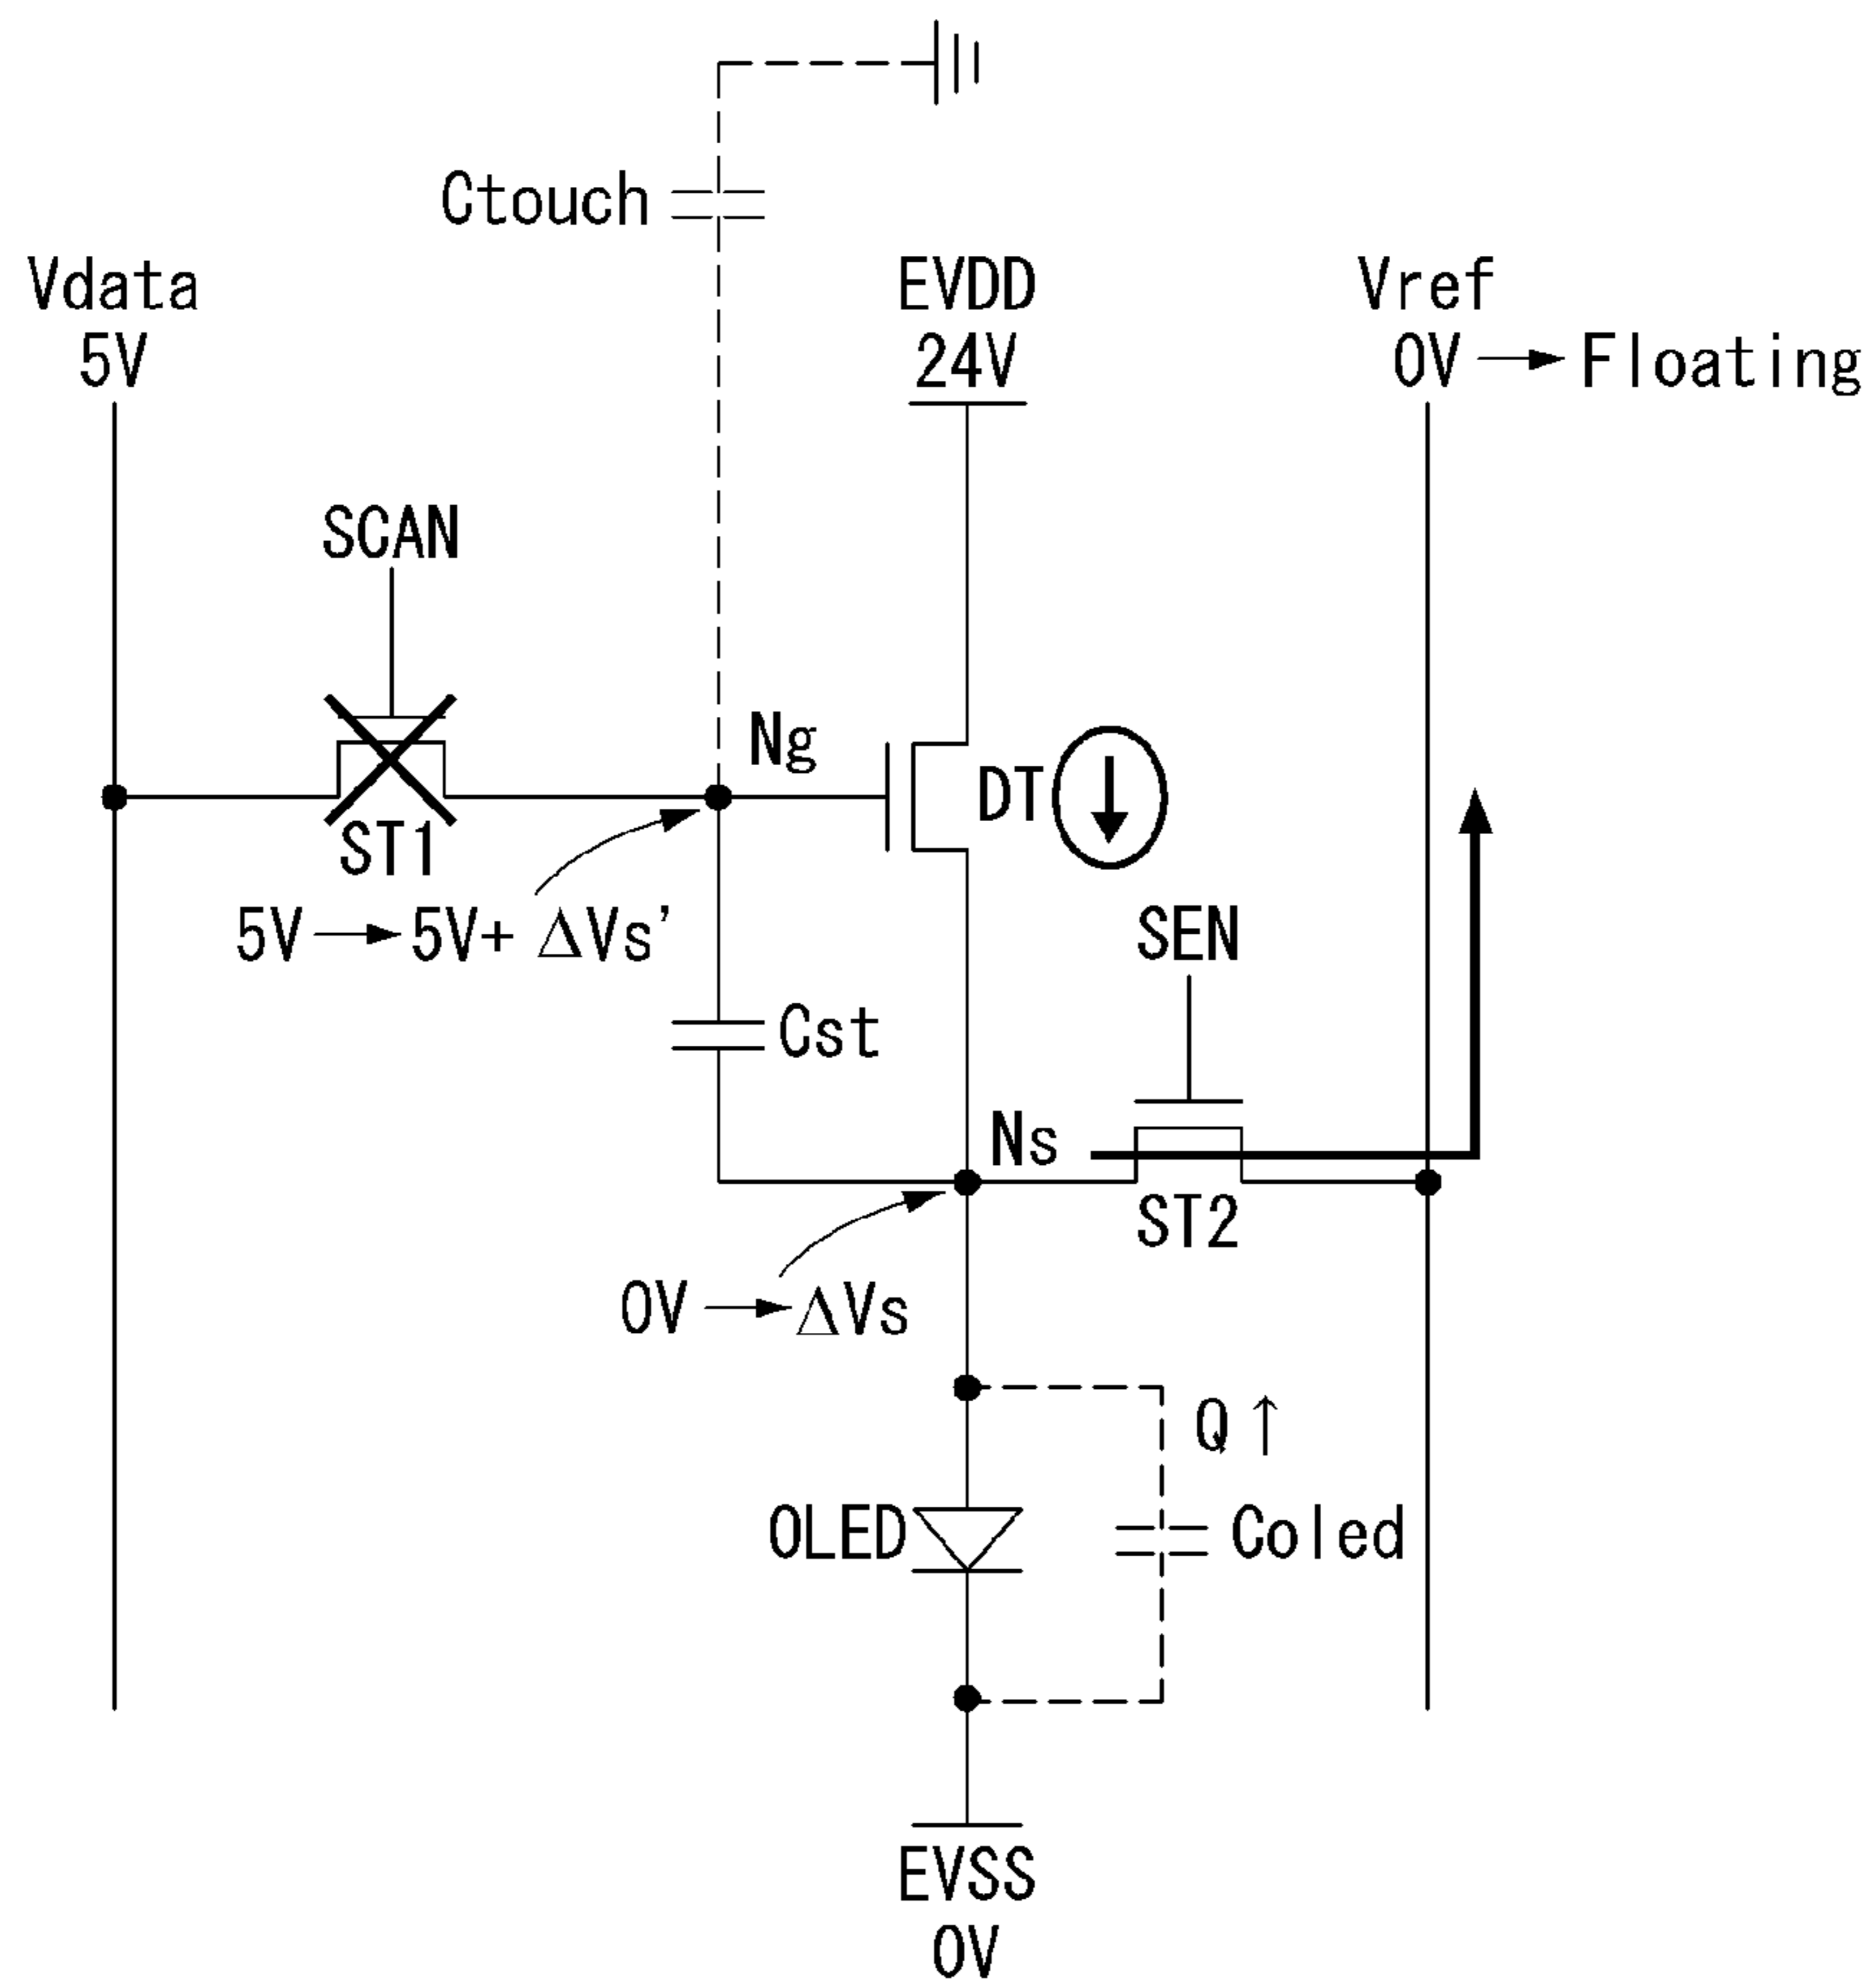 Ctouch
Vdata
5V
EVDD
24V
Vref
0V → Floating
SCAN
Ng
DT
ST1
5V → 5V+ ΔVs'
SEN
Cst
Ns
ST2
0V → ΔVs
Q ↑
OLED
Coled
EVSS
0V